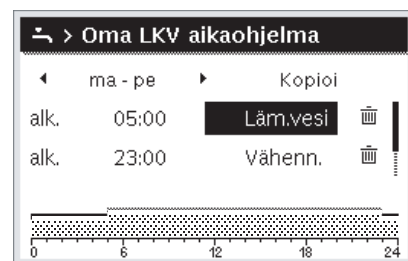 > Oma LKV aikaohjelma
ma - pe Kopioi
alk. 05:00 Läm.vesi
alk. 23:00 Vähenn.
0 6 12 18 24